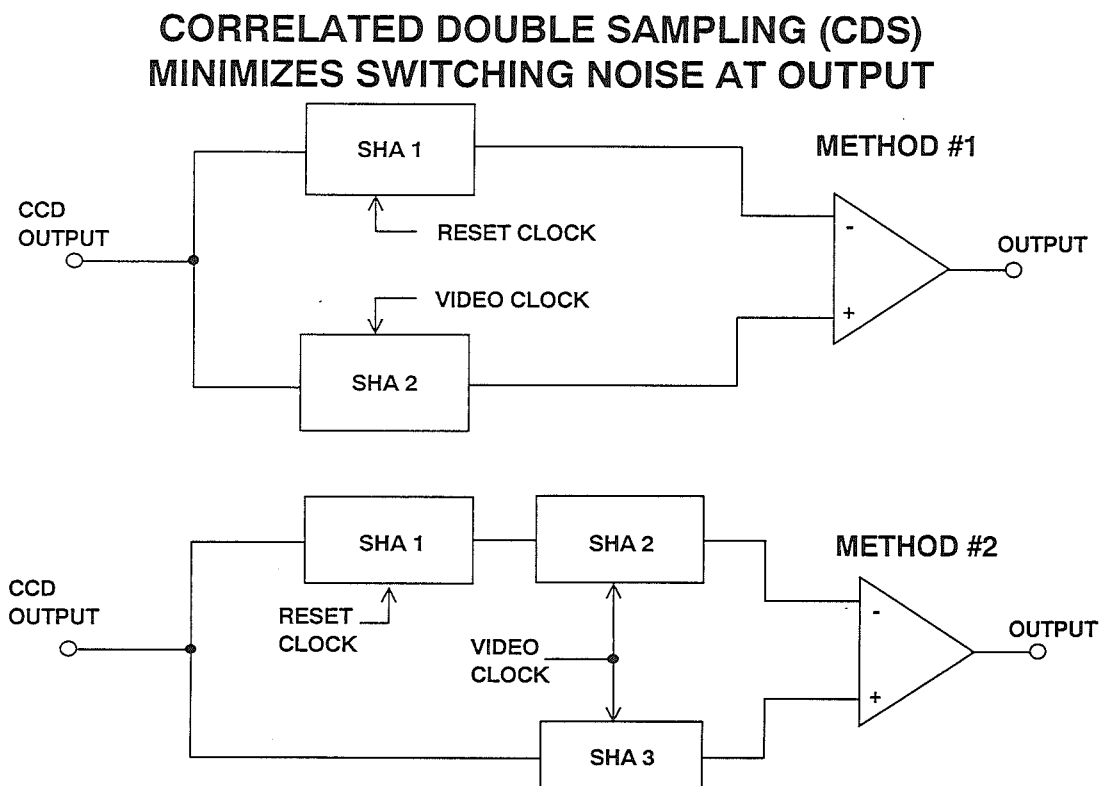 CORRELATED DOUBLE SAMPLING (CDS)
MINIMIZES SWITCHING NOISE AT OUTPUT
METHOD #1
SHA 1
CCD
OUTPUT
RESET CLOCK
-
OUTPUT
VIDEO CLOCK
+
SHA 2
METHOD #2
SHA 1
SHA 2
CCD
OUTPUT
RESET
CLOCK
-
OUTPUT
VIDEO
CLOCK
+
SHA 3